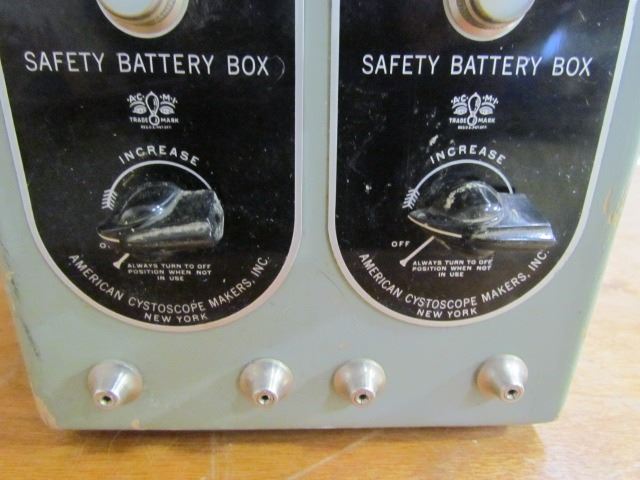 SAFETY BATTERY BOX
A.C.M.I.
TRADE MARK
INCREASE
ALWAYS TURN TO OFF
POSITION WHEN NOT
IN USE
AMERICAN CYSTOSCOPE MAKERS, INC.
NEW YORK
SAFETY BATTERY BOX
A.C.M.I.
TRADE MARK
INCREASE
OFF
ALWAYS TURN TO OFF
POSITION WHEN NOT
IN USE
AMERICAN CYSTOSCOPE MAKERS, INC.
NEW YORK